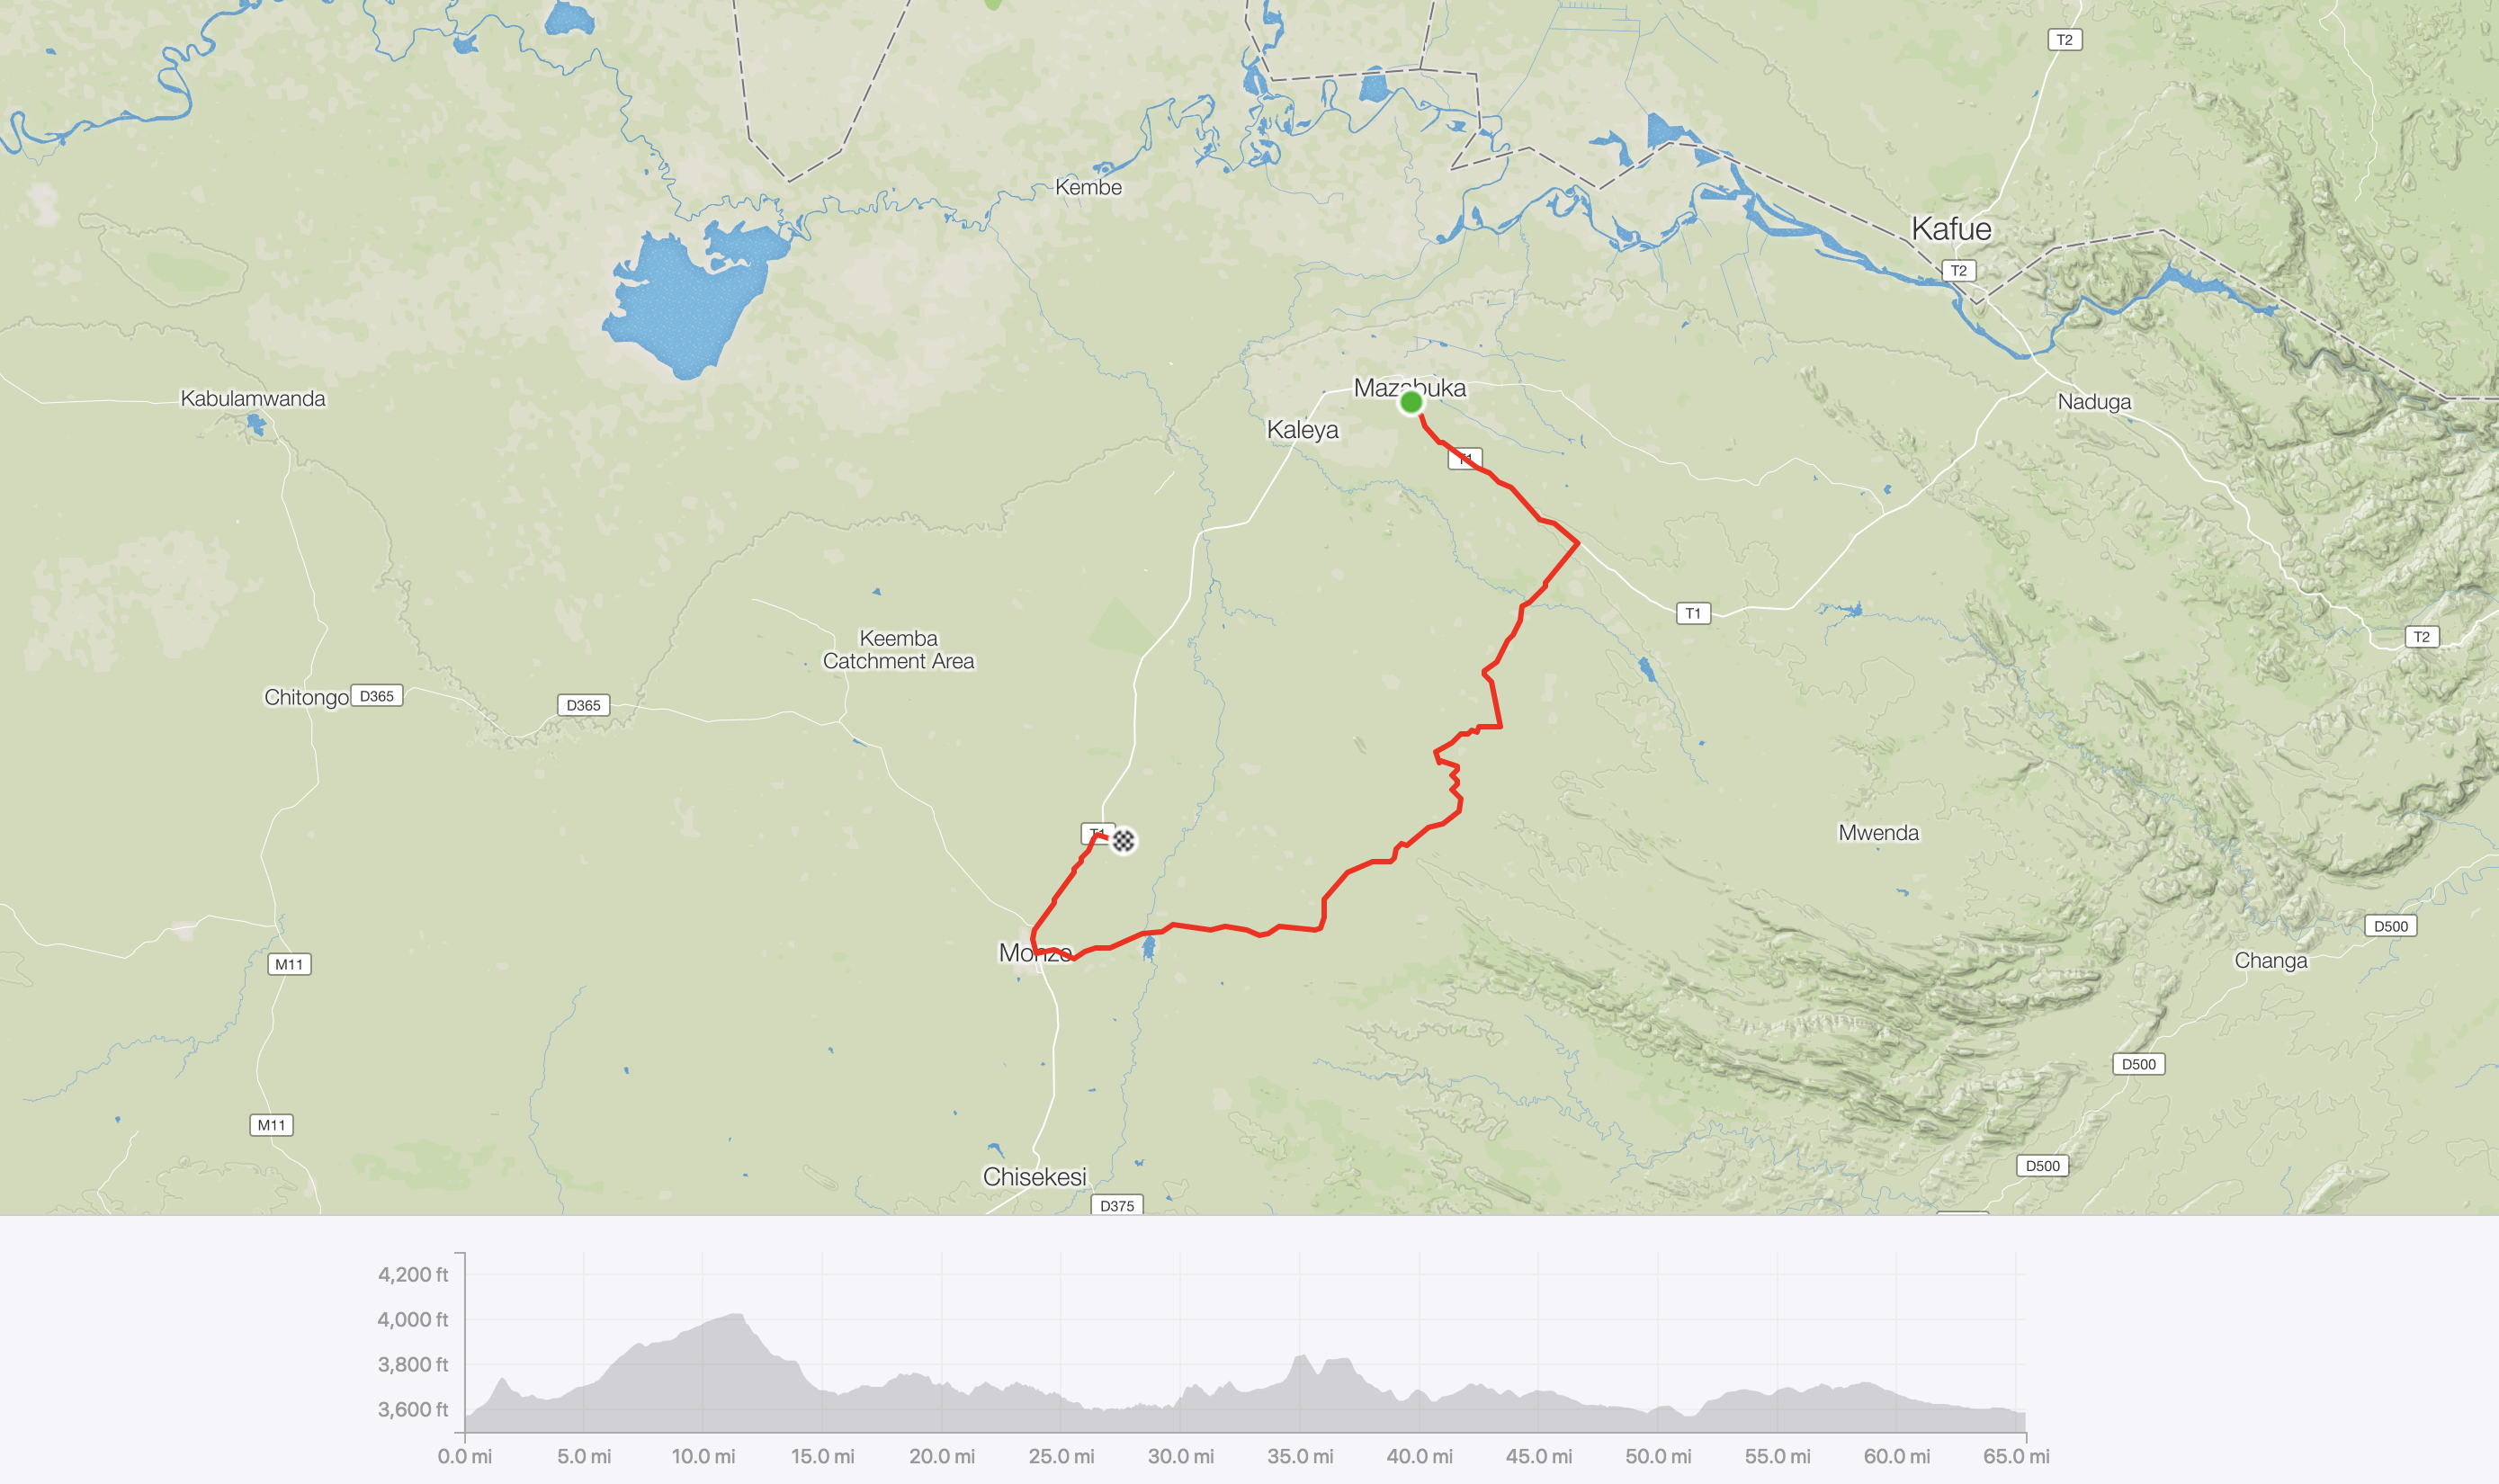 T2
Kembe
Kafue
T2
Mazabuka
Kabulamwanda
Naduga
Kaleya
T1
T1
Keemba
Catchment Area
T2
Chitongo
D365
D365
T1
Mwenda
D500
Monze
Changa
M11
D500
M11
D500
Chisekesi
D375
4,200 ft
4,000 ft
3,800 ft
3,600 ft
0.0 mi 5.0 mi 10.0 mi 15.0 mi 20.0 mi 25.0 mi 30.0 mi 35.0 mi 40.0 mi 45.0 mi 50.0 mi 55.0 mi 60.0 mi 65.0 mi